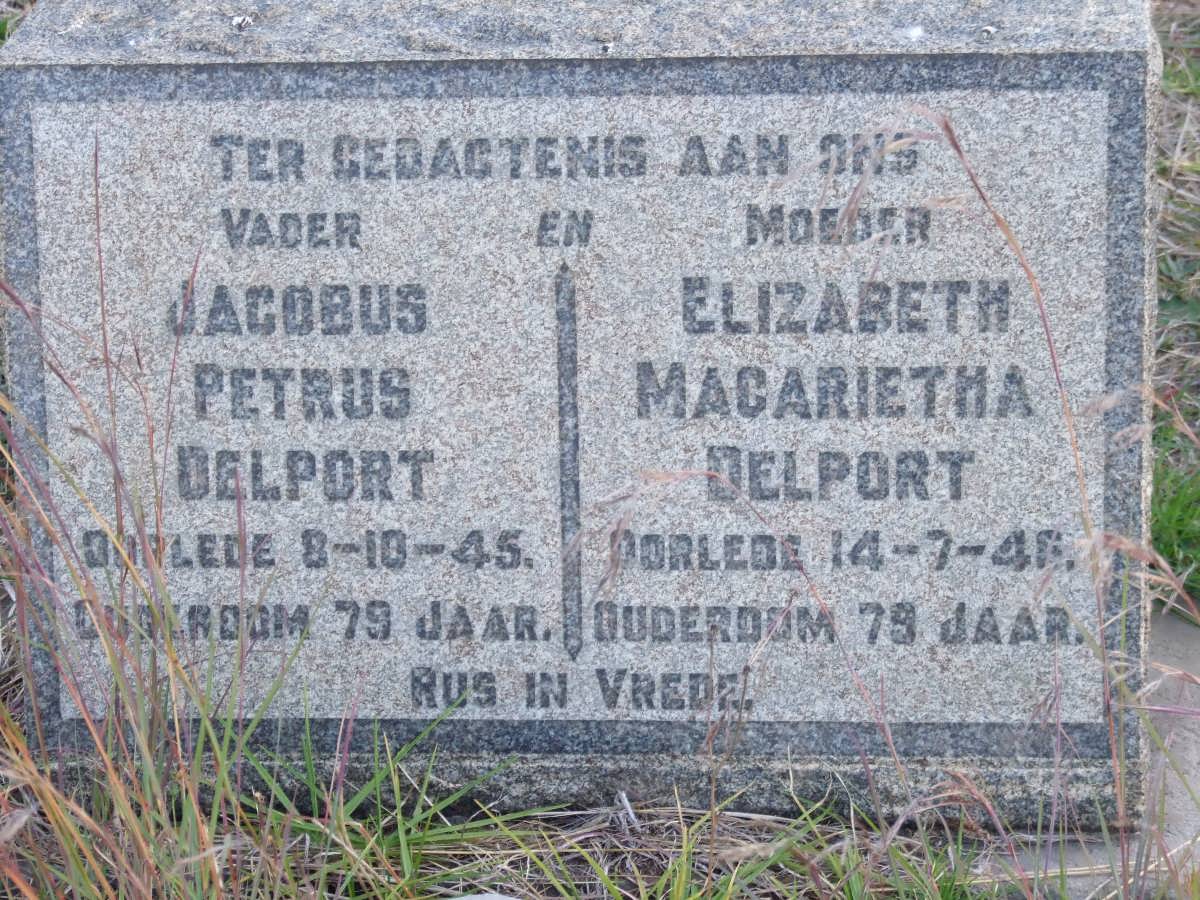 TER GEDACTENIS AAN ONS
VADER EN MOEDER
JACOBUS
PETRUS
DELPORT
OORLEDE 8-10-45.
OUDERDOM 79 JAAR.
ELIZABETH
MACARIETHA
DELPORT
OORLEDE 14-7-46.
OUDERDOM 79 JAAR.
RUS IN VREDE.